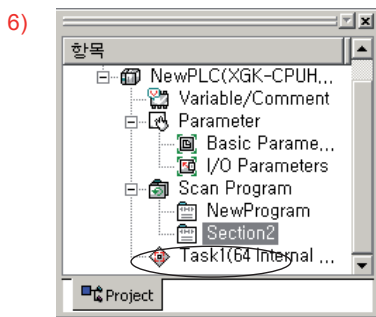 6)
항목
NewPLC(XGK-CPUH,..
Variable/Comment
Parameter
Basic Parame,..
I/O Parameters
Scan Program
NewProgram
Section2
Task1(64 Internal ...
Project